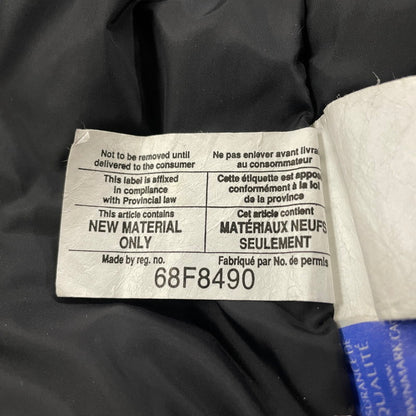 Not to be removed until
delivered to the consumer
Ne pas enlever avant livrai
au consommateur
This label is affixed
in compliance
with Provincial law
Cette étiquette est appos
conformément à la loi
de la province
This article contains
NEW MATERIAL
ONLY
Cet article contient
MATÉRIAUX NEUFS
SEULEMENT
Made by reg. no.
Fabriqué par No. de permis
68F8490
QUALITÉ.